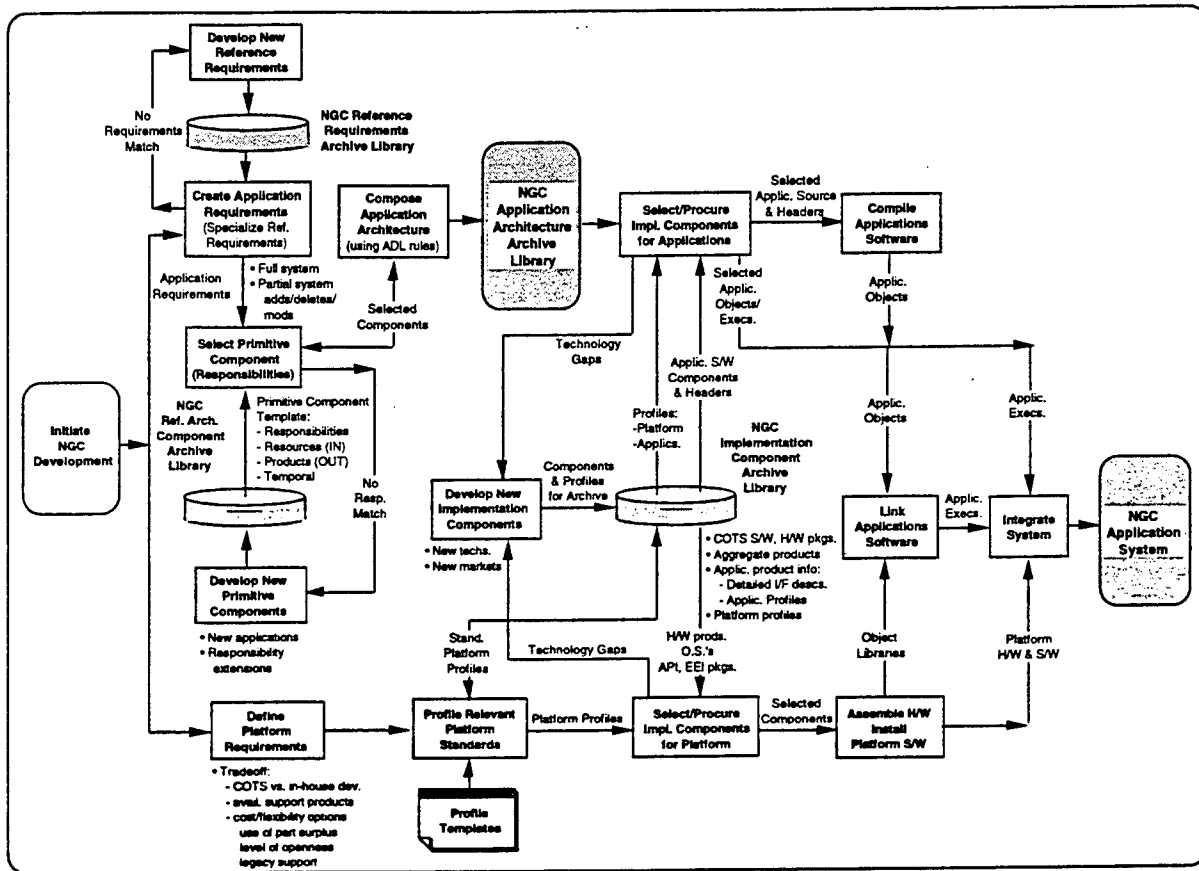 Develop New
Reference
Requirements
No
Requirements
Match
NGC Reference
Requirements
Archive Library
Create Application
Requirements
(Specialize Ref.
Requirements)
Compose
Application
Architecture
(using ADL rules)
NGC
Application
Architecture
Archive
Library
Select/Procure
Impl. Components
for Applications
Selected
Applic. Source
& Headers
Compile
Applications
Software
Application
Requirements
• Full system
• Partial system
adds/deletes/
mods
Selected
Components
Selected
Applic.
Objects/
Execs.
Applic.
Objects
Select Primitive
Component
(Responsibilities)
Technology
Gaps
Applic. S/W
Components
& Headers
Initiate
NGC
Development
NGC
Ref. Arch.
Component
Archive
Library
Primitive Component
Template:
- Responsibilities
- Resources (IN)
- Products (OUT)
- Temporal
No
Resp.
Match
Profiles:
-Platform
-Applics.
NGC
Implementation
Component
Archive
Library
Applic.
Objects
Applic.
Execs.
Develop New
Implementation
Components
Components
& Profiles
for Archive
• New techs.
• New markets
• COTS S/W, H/W pkgs.
• Aggregate products
• Applic. product info:
- Detailed I/F descs.
- Applic. Profiles
• Platform profiles
Link
Applications
Software
Applic.
Execs.
Integrate
System
NGC
Application
System
Develop New
Primitive
Components
• New applications
• Responsibility
extensions
Stand.
Platform
Profiles
Technology Gaps
H/W prods.
O.S.'s
API, EEI pkgs.
Object
Libraries
Platform
H/W & S/W
Define
Platform
Requirements
Profile Relevant
Platform
Standards
Platform Profiles
Select/Procure
Impl. Components
for Platform
Selected
Components
Assemble H/W
Install
Platform S/W
• Tradeoff:
- COTS vs. in-house dev.
- avail. support products
- cost/flexibility options
use of part surplus
level of openness
legacy support
Profile
Templates